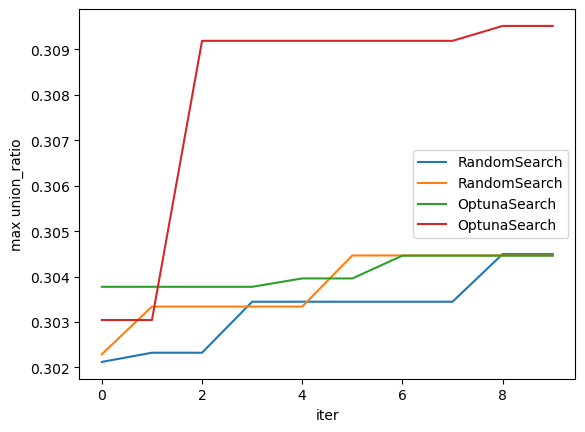 0.309
0.308
0.307
0.306
0.305
0.304
0.303
0.302
max union_ratio
RandomSearch
RandomSearch
OptunaSearch
OptunaSearch
0 2 4 6 8
iter